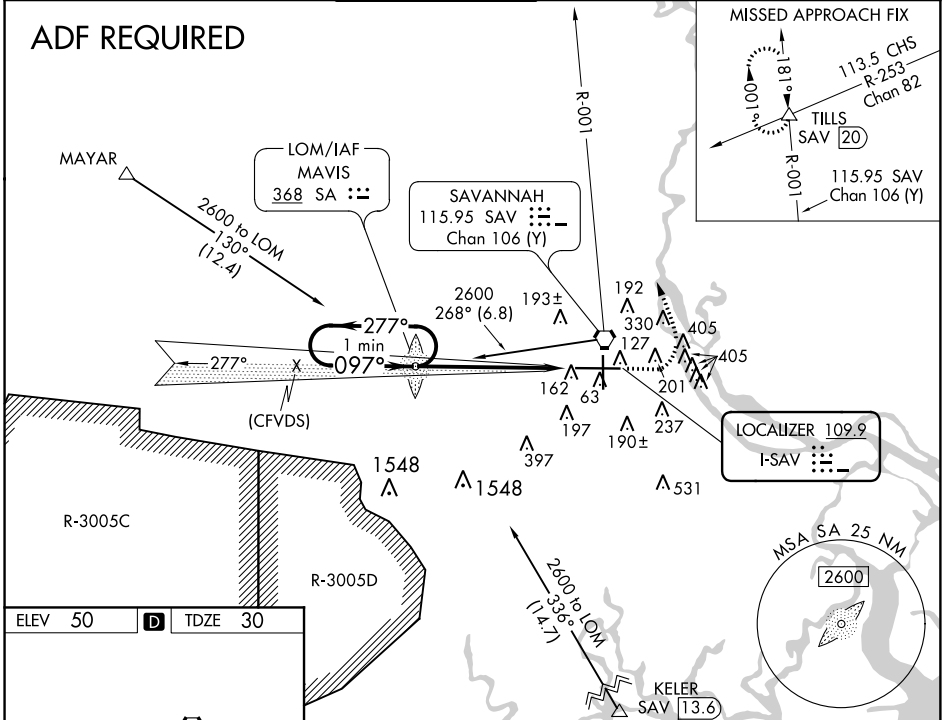 ADF REQUIRED
MISSED APPROACH FIX
181°
001°
113.5 CHS
R-253
Chan 82
TILLS
SAV 20
R-001
115.95 SAV
Chan 106 (Y)
R-001
MAYAR
LOM/IAF
MAVIS
368 SA
2600 to LOM
130°
(12.4)
SAVANNAH
115.95 SAV
Chan 106 (Y)
2600
268° (6.8)
193±
192
330
405
405
127
277°
1 min
097°
277°
X
(CFVDS)
162
63
201
197
190±
237
397
LOCALIZER 109.9
I-SAV
1548
1548
531
R-3005C
R-3005D
MSA SA 25 NM
2600
2600 to LOM
336°
(14.7)
ELEV 50
D
TDZE 30
KELER
SAV 13.6